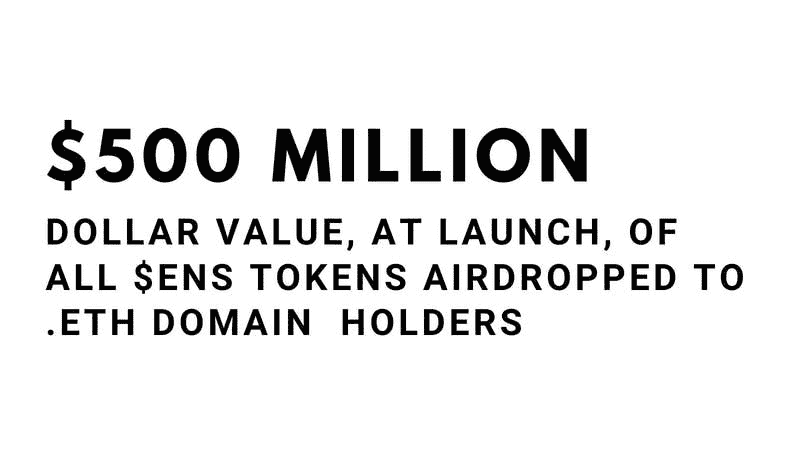 $500 MILLION
DOLLAR VALUE, AT LAUNCH, OF
ALL $ENS TOKENS AIRDROPPED TO
.ETH DOMAIN  HOLDERS